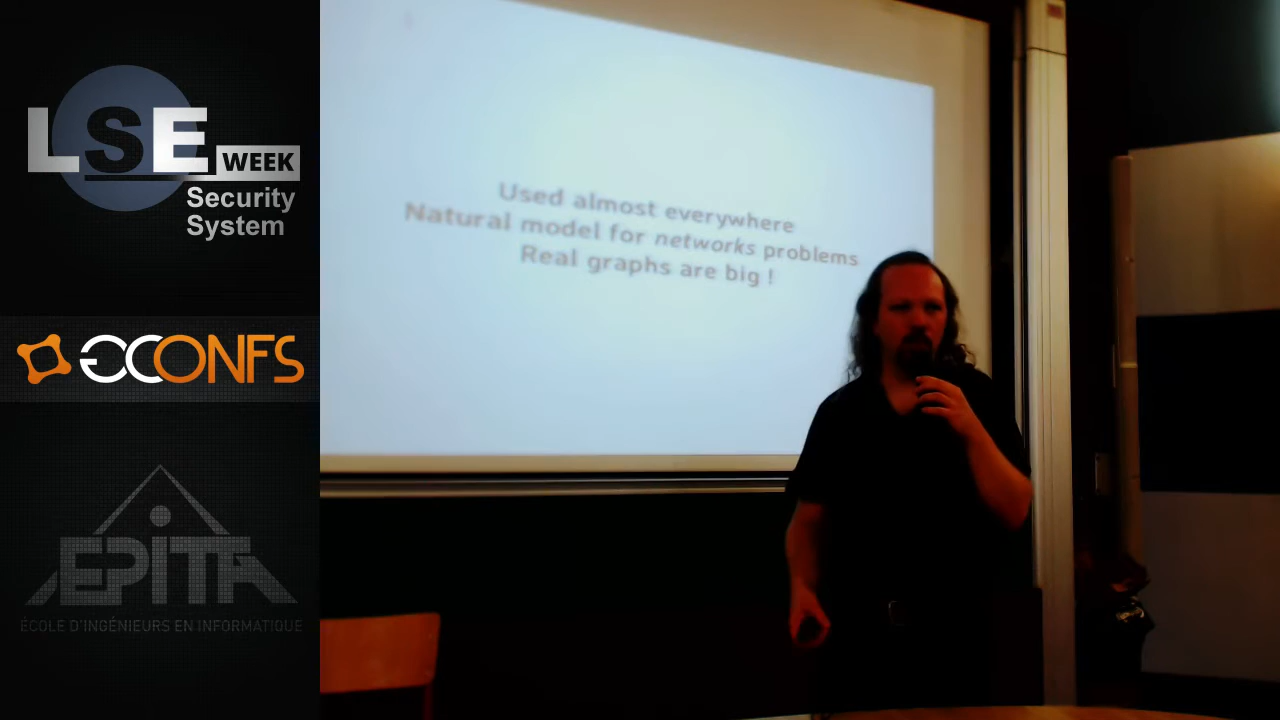 LSE WEEK
Security
System
GCONFS
EPITA
ÉCOLE D'INGÉNIEURS EN INFORMATIQUE
Used almost everywhere
Natural model for networks problems
Real graphs are big !